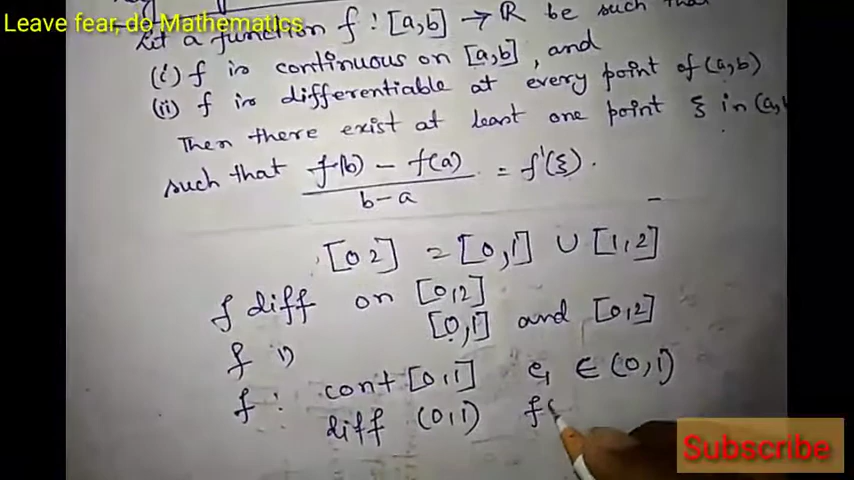 Leave fear, do Mathematics
Let a function f : [a,b] → R be such that
(i) f is continuous on [a,b], and
(ii) f is differentiable at every point of (a,b)
Then there exist at least one point ξ in (a,b
such that f(b) - f(a) / b-a = f'(ξ).
[0 2] = [0,1] ∪ [1,2]
f diff on [0,2]
[0,1] and [0,2]
f is
f : cont [0,1] c₁ ∈ (0,1)
diff (0,1) f(
Subscribe